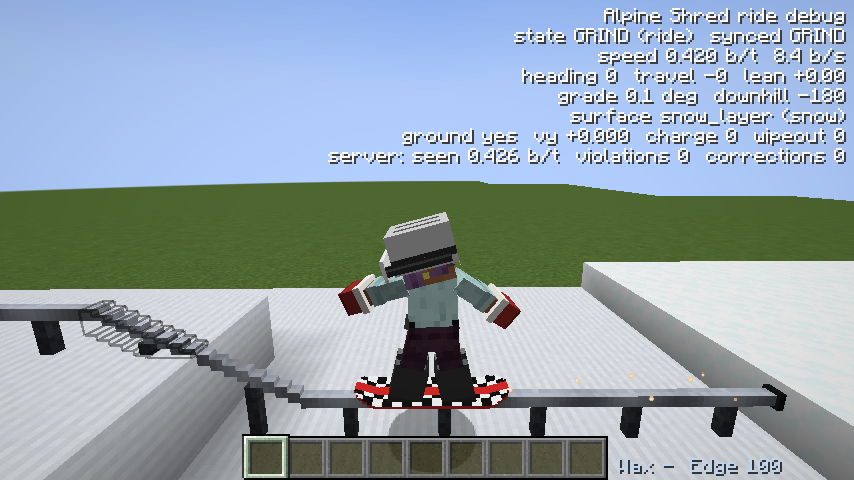 Alpine Shred ride debug
state GRIND (ride) synced GRIND
speed 0.420 b/t 8.4 b/s
heading 0 travel -0 lean +0.00
grade 0.1 deg downhill -180
surface snow_layer (snow)
ground yes vy +0.000 charge 0 wipeout 0
server: seen 0.426 b/t violations 0 corrections 0
Wax - Edge 100